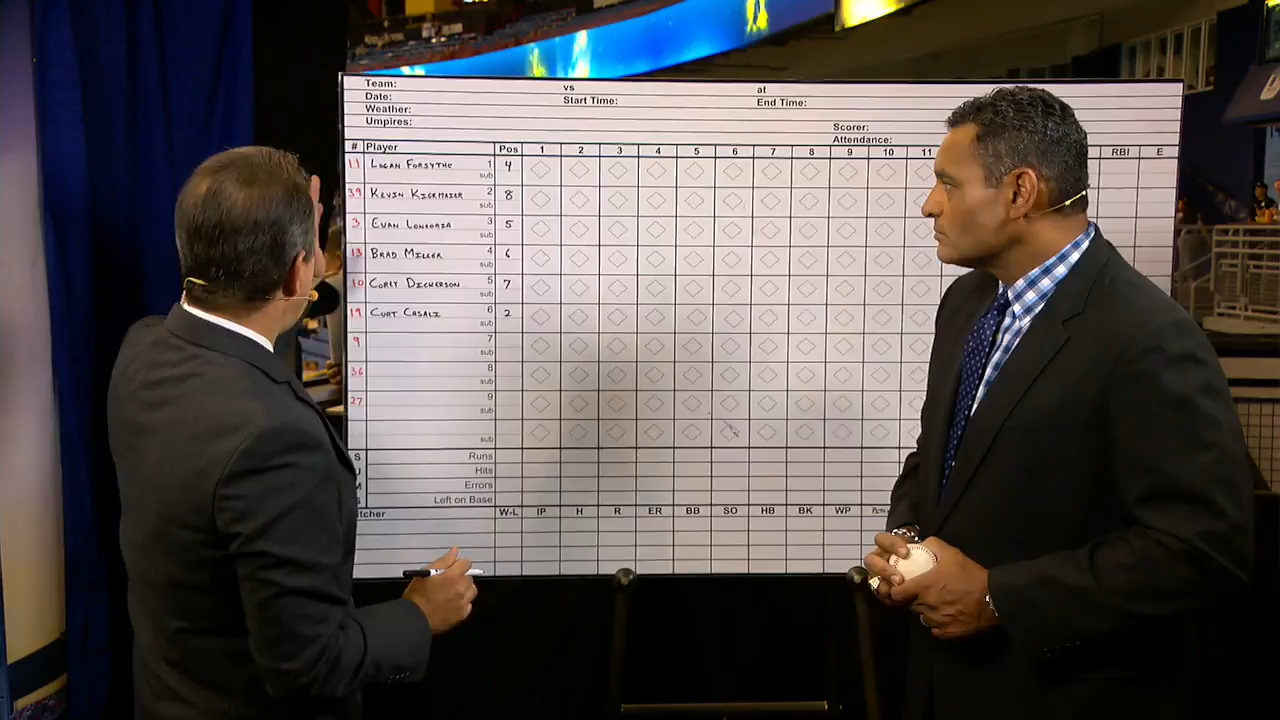 Team: vs at
Date: Start Time: End Time:
Weather:
Umpires: Scorer:
Attendance:
# Player Pos 1 2 3 4 5 6 7 8 9 10 11 RBI E
11 LOGAN FORSYTHE 1 4
sub
39 KEVIN KIERMAIER 2 8
sub
3 EVAN LONGORIA 3 5
sub
13 BRAD MILLER 4 6
sub
10 COREY DICKERSON 5 7
sub
19 CURT CASALI 6 2
sub
9 7
sub
36 8
sub
27 9
sub
sub
S Runs
Hits
M Errors
Left on Base
itcher W-L IP H R ER BB SO HB BK WP